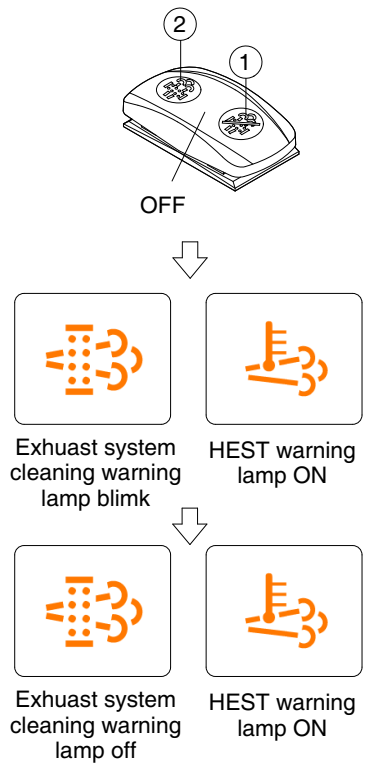 2
1
OFF
Exhuast system
cleaning warning
lamp blimk
HEST warning
lamp ON
Exhuast system
cleaning warning
lamp off
HEST warning
lamp ON